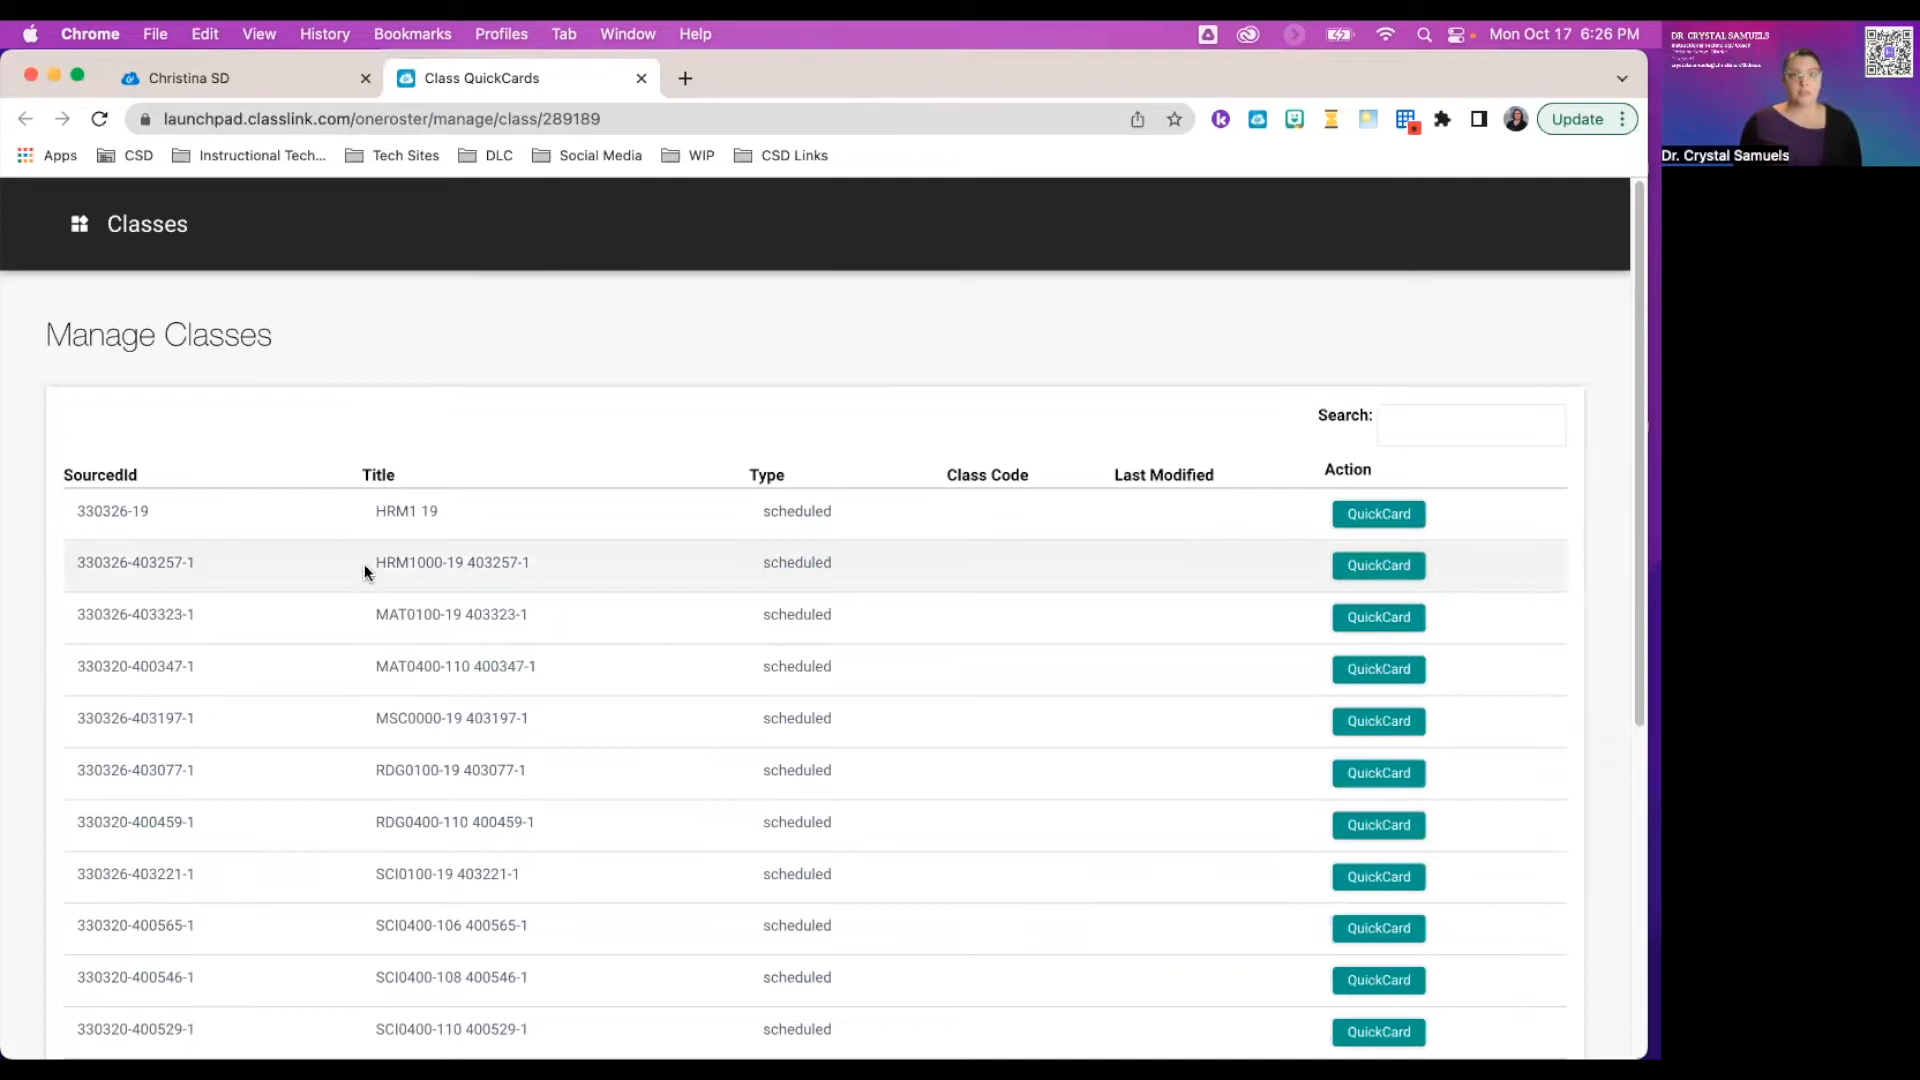 Chrome File Edit View History Bookmarks Profiles Tab Window Help Mon Oct 17 6:26 PM
Christina SD Class QuickCards
launchpad.classlink.com/oneroster/manage/class/289189 Update
Apps CSD Instructional Tech... Tech Sites DLC Social Media WIP CSD Links
DR. CRYSTAL SAMUELS
Dr. Crystal Samuels
Classes
Manage Classes
Search:
SourcedId Title Type Class Code Last Modified Action
330326-19 HRM1 19 scheduled QuickCard
330326-403257-1 HRM1000-19 403257-1 scheduled QuickCard
330326-403323-1 MAT0100-19 403323-1 scheduled QuickCard
330320-400347-1 MAT0400-110 400347-1 scheduled QuickCard
330326-403197-1 MSC0000-19 403197-1 scheduled QuickCard
330326-403077-1 RDG0100-19 403077-1 scheduled QuickCard
330320-400459-1 RDG0400-110 400459-1 scheduled QuickCard
330326-403221-1 SCI0100-19 403221-1 scheduled QuickCard
330320-400565-1 SCI0400-106 400565-1 scheduled QuickCard
330320-400546-1 SCI0400-108 400546-1 scheduled QuickCard
330320-400529-1 SCI0400-110 400529-1 scheduled QuickCard